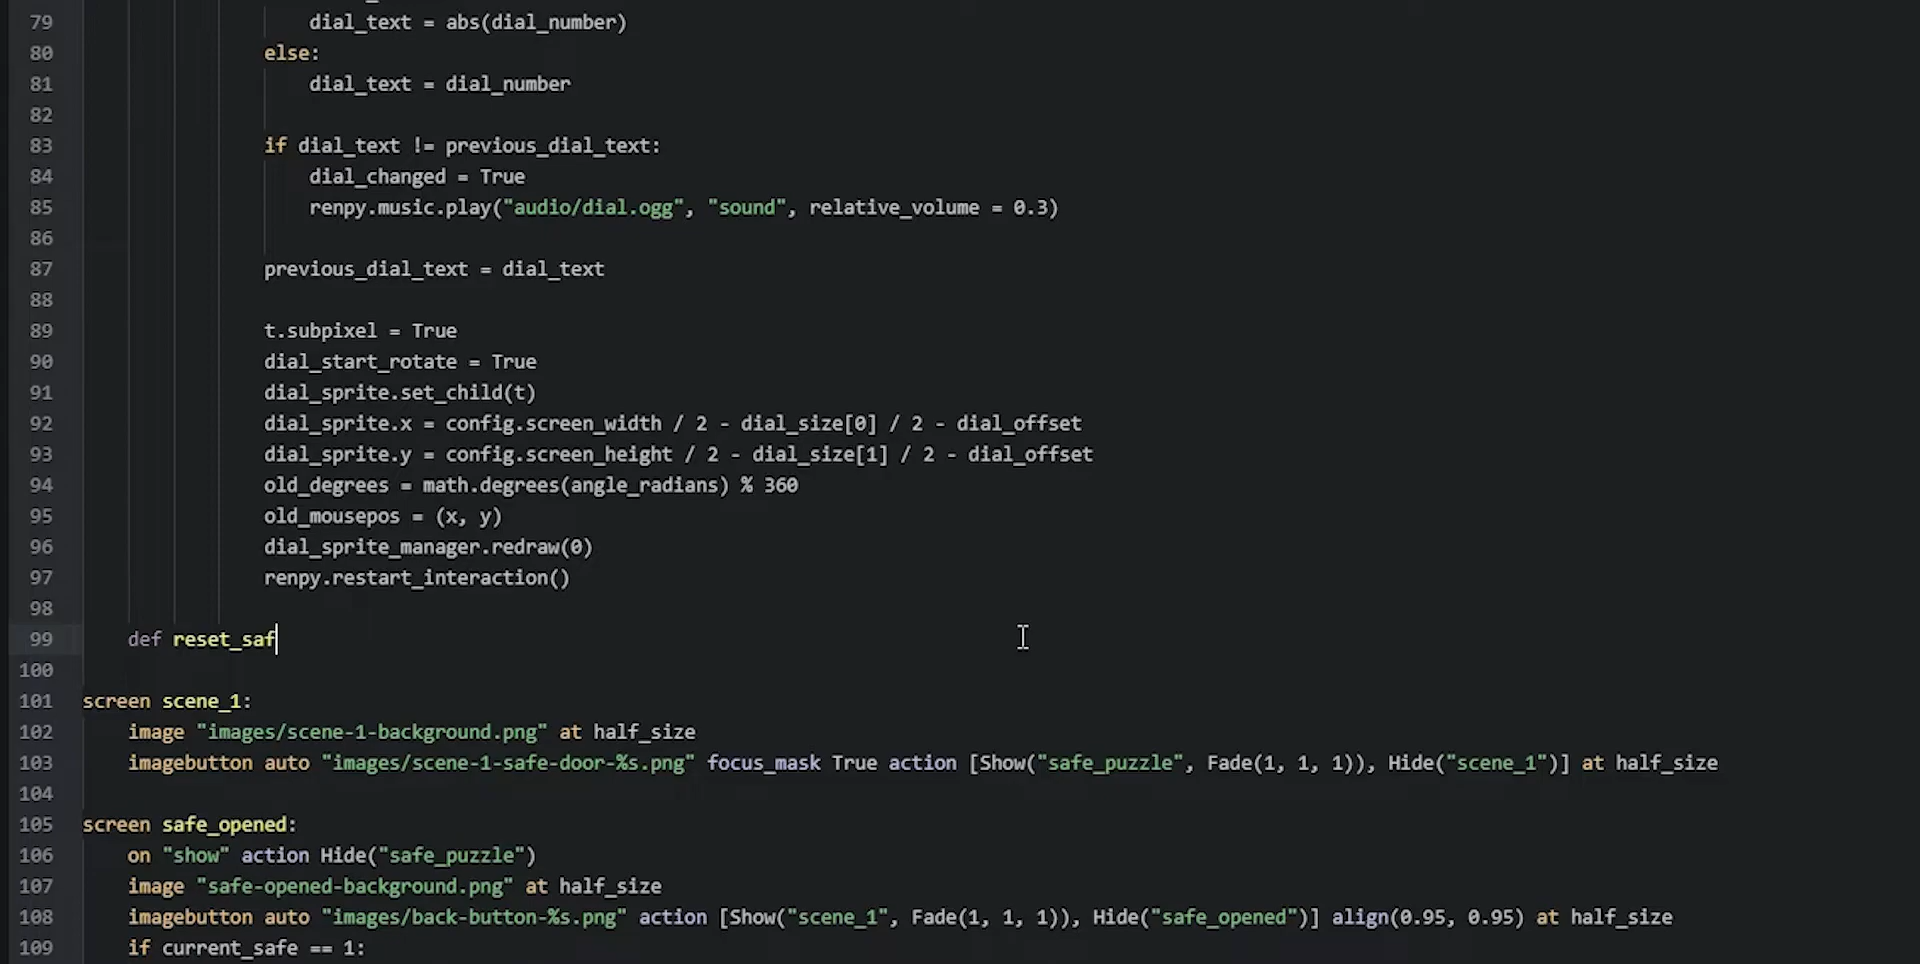 79 dial_text = abs(dial_number)
80 else:
81 dial_text = dial_number
82
83 if dial_text != previous_dial_text:
84 dial_changed = True
85 renpy.music.play("audio/dial.ogg", "sound", relative_volume = 0.3)
86
87 previous_dial_text = dial_text
88
89 t.subpixel = True
90 dial_start_rotate = True
91 dial_sprite.set_child(t)
92 dial_sprite.x = config.screen_width / 2 - dial_size[0] / 2 - dial_offset
93 dial_sprite.y = config.screen_height / 2 - dial_size[1] / 2 - dial_offset
94 old_degrees = math.degrees(angle_radians) % 360
95 old_mousepos = (x, y)
96 dial_sprite_manager.redraw(0)
97 renpy.restart_interaction()
98
99 def reset_saf
100
101 screen scene_1:
102 image "images/scene-1-background.png" at half_size
103 imagebutton auto "images/scene-1-safe-door-%s.png" focus_mask True action [Show("safe_puzzle", Fade(1, 1, 1)), Hide("scene_1")] at half_size
104
105 screen safe_opened:
106 on "show" action Hide("safe_puzzle")
107 image "safe-opened-background.png" at half_size
108 imagebutton auto "images/back-button-%s.png" action [Show("scene_1", Fade(1, 1, 1)), Hide("safe_opened")] align(0.95, 0.95) at half_size
109 if current_safe == 1: